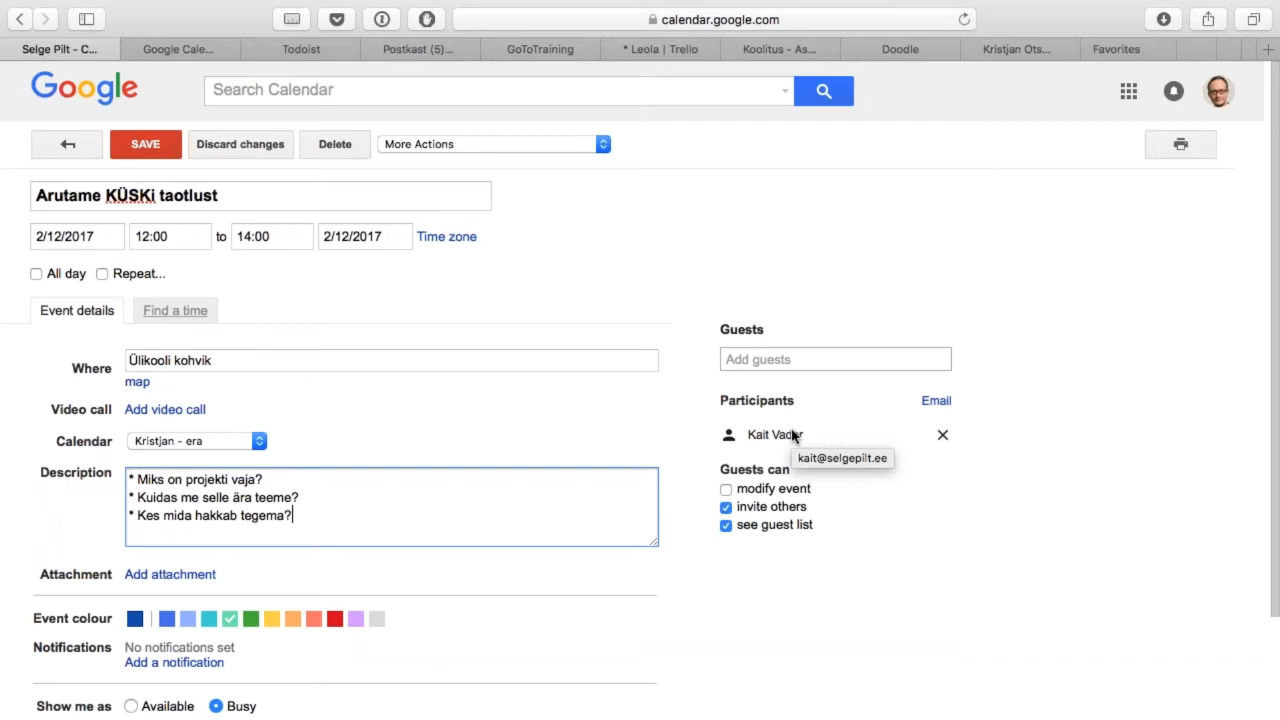 calendar.google.com
Selge Pilt - C...
Google Cale...
Todoist
Postkast (5)...
GoToTraining
* Leola | Trello
Koolitus - As...
Doodle
Kristjan Ots...
Favorites
Google
Search Calendar
SAVE
Discard changes
Delete
More Actions
Arutame KÜSKi taotlust
2/12/2017 12:00 to 14:00 2/12/2017 Time zone
All day Repeat...
Event details Find a time
Where Ülikooli kohvik
map
Video call Add video call
Calendar Kristjan - era
Description * Miks on projekti vaja?
* Kuidas me selle ära teeme?
* Kes mida hakkab tegema?
Attachment Add attachment
Event colour
Notifications No notifications set
Add a notification
Show me as Available Busy
Guests
Add guests
Participants Email
Kait Vader
kait@selgepilt.ee
Guests can
modify event
invite others
see guest list